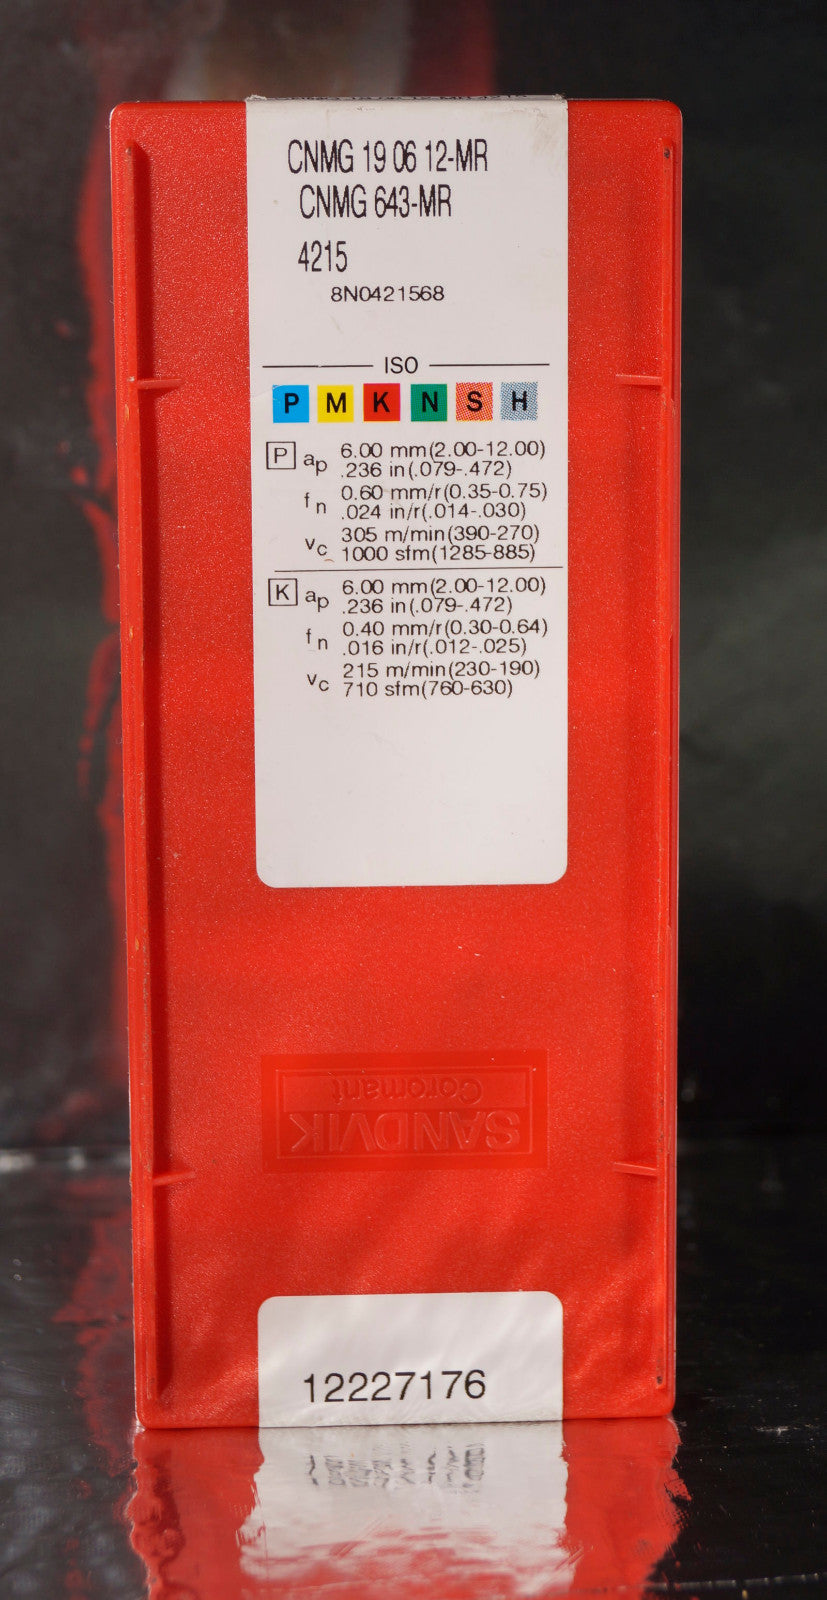 CNMG 19 06 12-MR
CNMG 643-MR
4215
8N0421568
ISO
P M K N S H
P ap 6.00 mm(2.00-12.00)
.236 in(.079-.472)
fn 0.60 mm/r(0.35-0.75)
.024 in/r(.014-.030)
vc 305 m/min(390-270)
1000 sfm(1285-885)
K ap 6.00 mm(2.00-12.00)
.236 in(.079-.472)
fn 0.40 mm/r(0.30-0.64)
.016 in/r(.012-.025)
vc 215 m/min(230-190)
710 sfm(760-630)
Coromant
SANDVIK
12227176